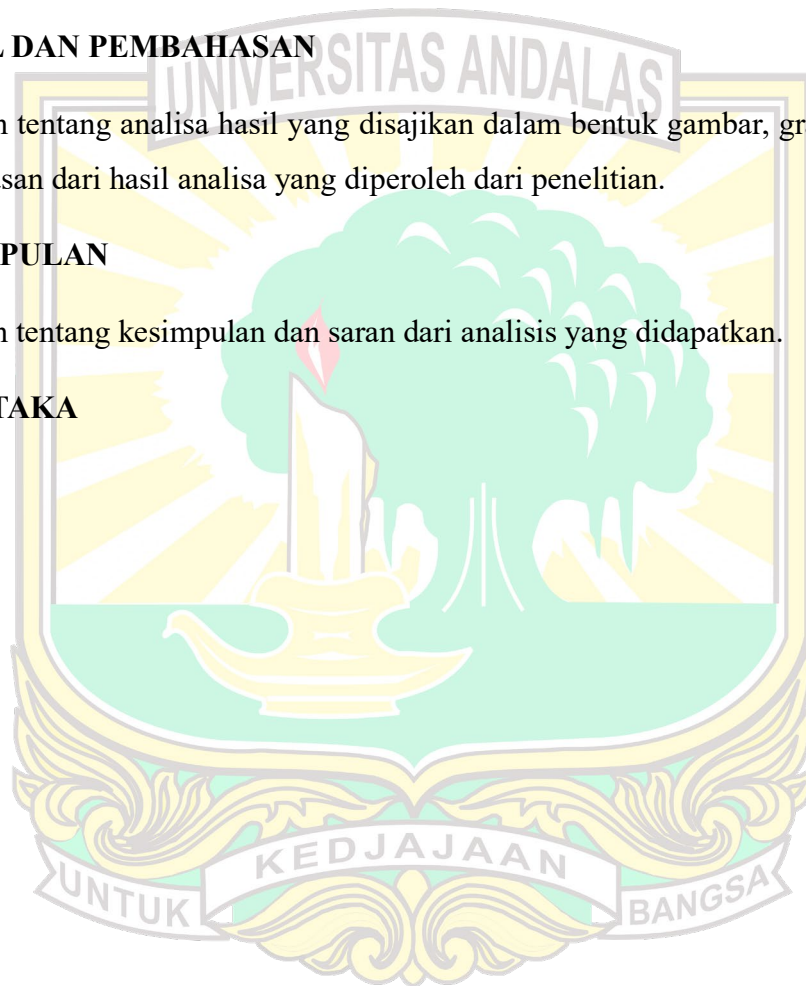 UNIVERSITAS ANDALAS
L DAN PEMBAHASAN
n tentang analisa hasil yang disajikan dalam bentuk gambar, gr
asan dari hasil analisa yang diperoleh dari penelitian.
PULAN
n tentang kesimpulan dan saran dari analisis yang didapatkan.
TAKA
UNTUK KEDJAJAAN BANGSA